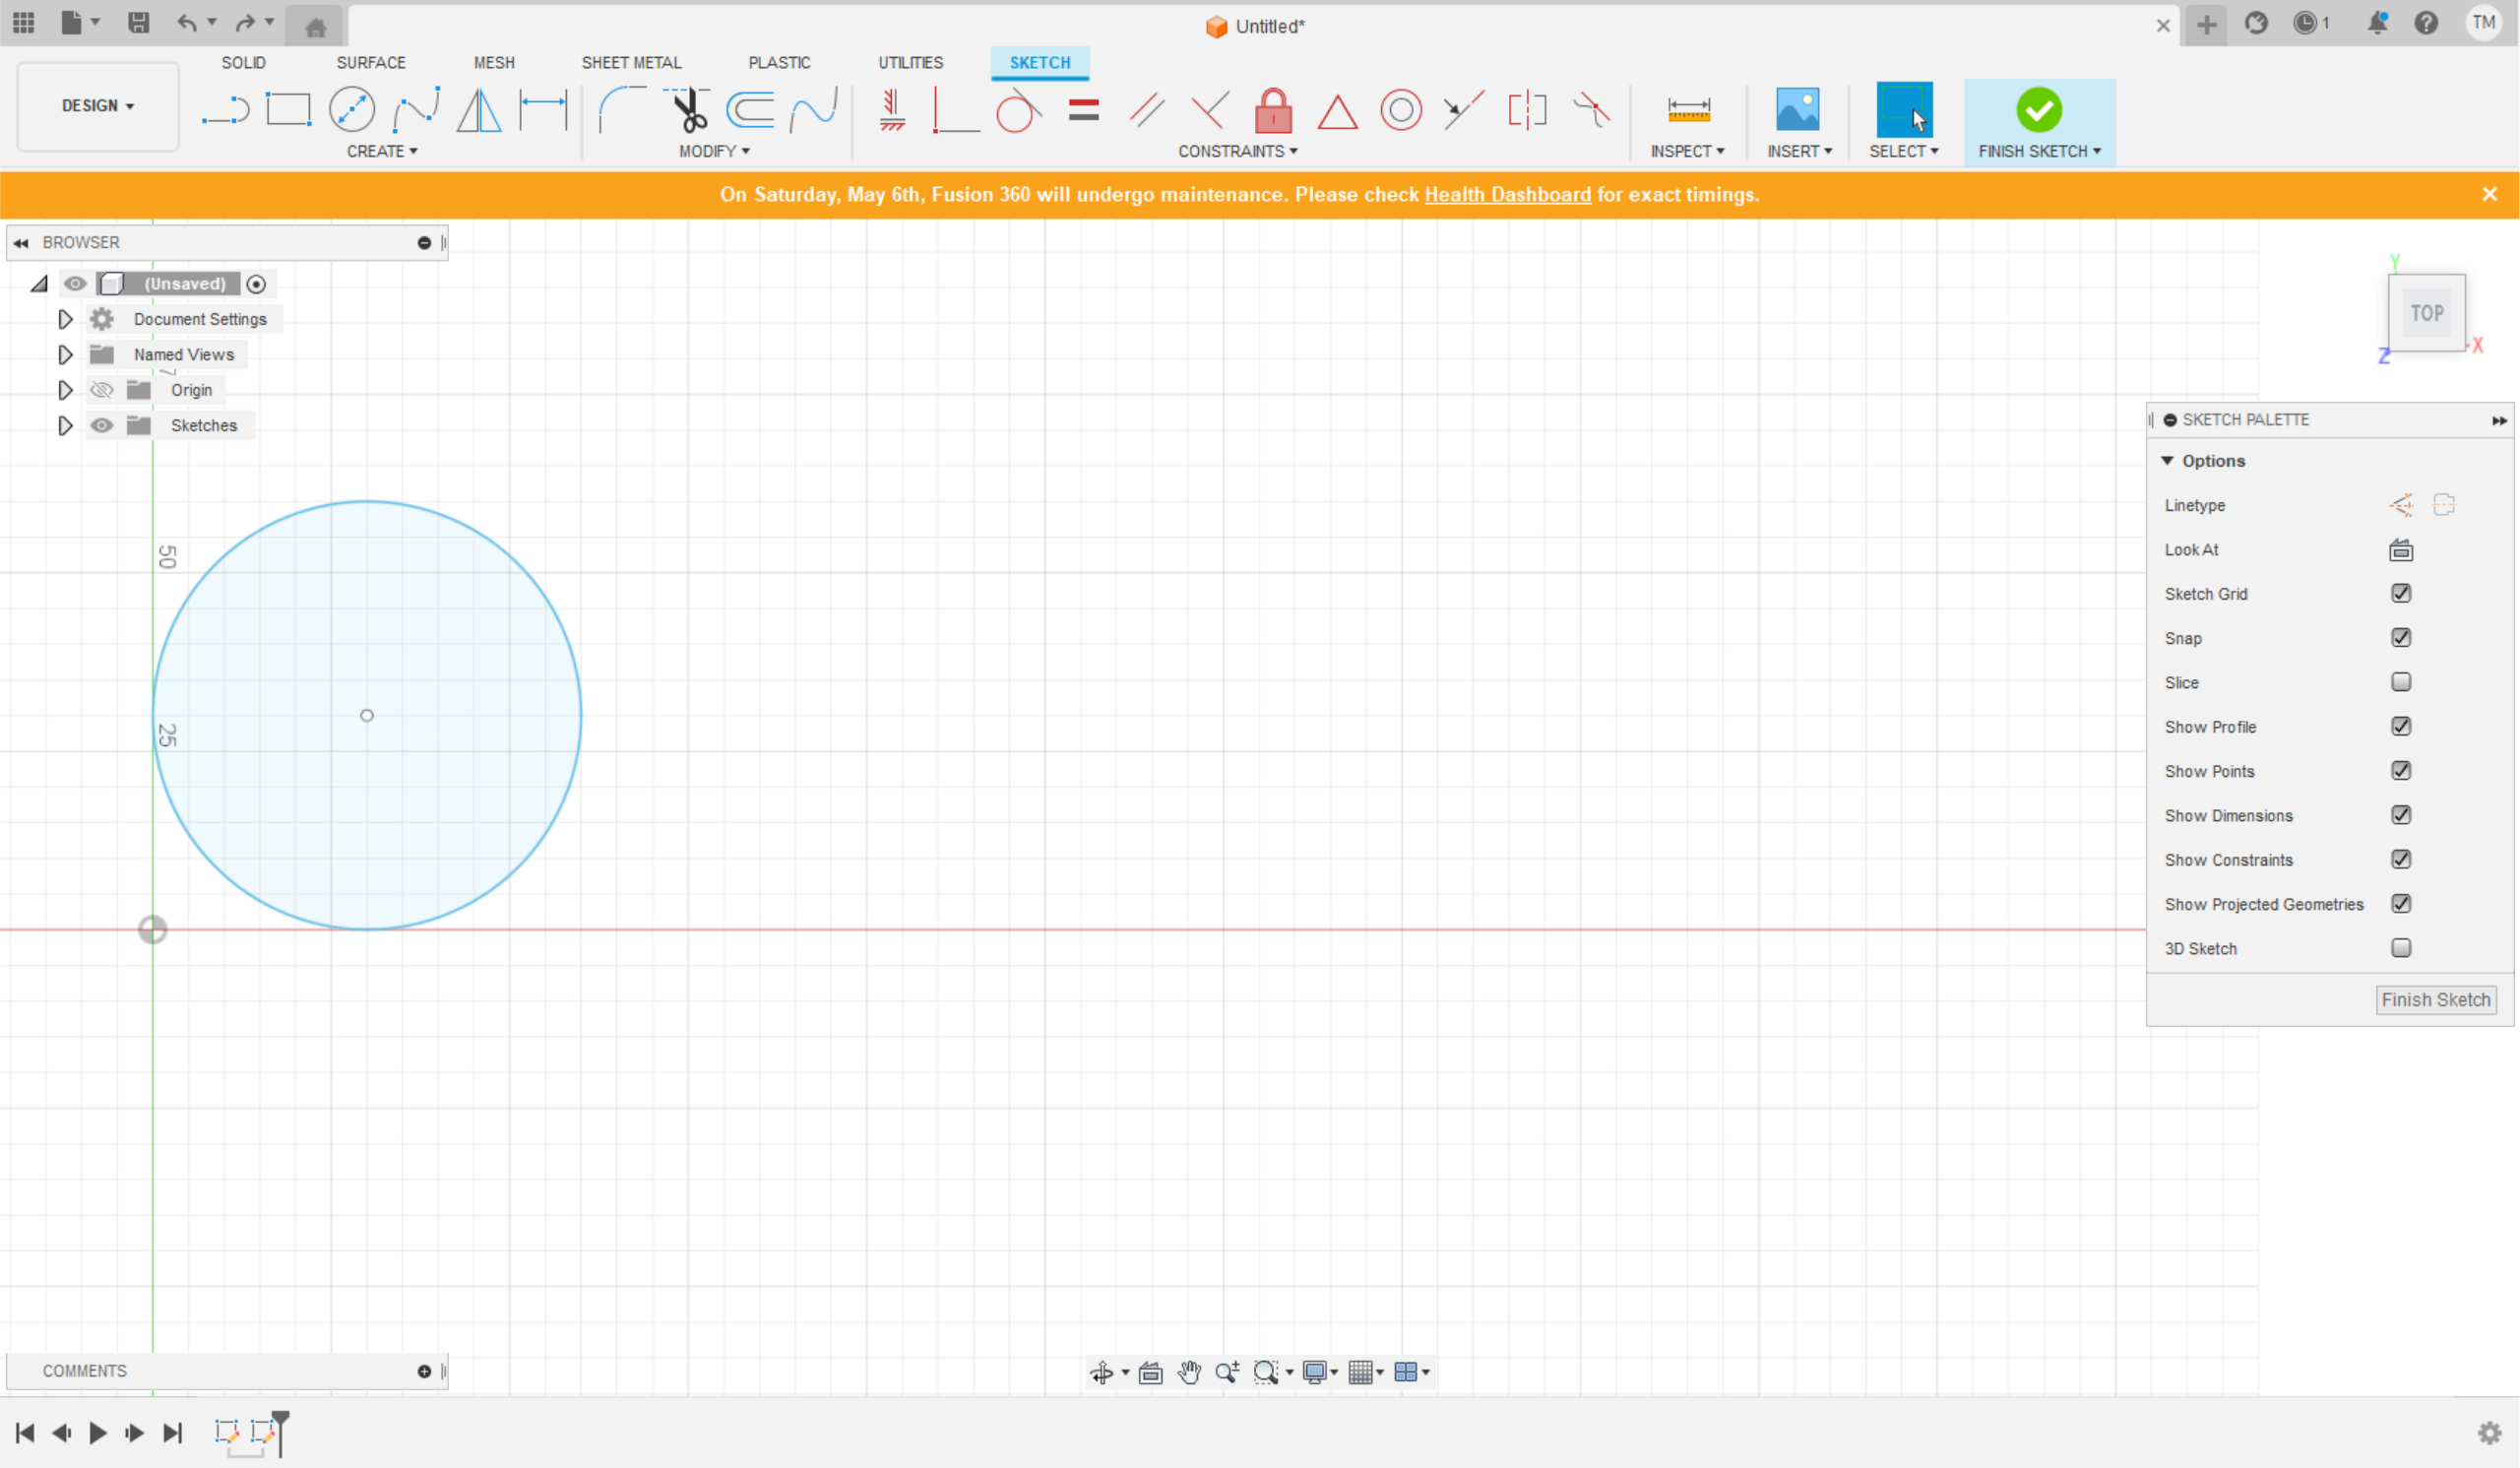 Untitled*
1
TM
SOLID SURFACE MESH SHEET METAL PLASTIC UTILITIES SKETCH
DESIGN
CREATE MODIFY CONSTRAINTS INSPECT INSERT SELECT FINISH SKETCH
On Saturday, May 6th, Fusion 360 will undergo maintenance. Please check Health Dashboard for exact timings.
BROWSER
(Unsaved)
Document Settings
Named Views
Origin
Sketches
50
25
Y
TOP
X
Z
SKETCH PALETTE
Options
Linetype
Look At
Sketch Grid
Snap
Slice
Show Profile
Show Points
Show Dimensions
Show Constraints
Show Projected Geometries
3D Sketch
Finish Sketch
COMMENTS